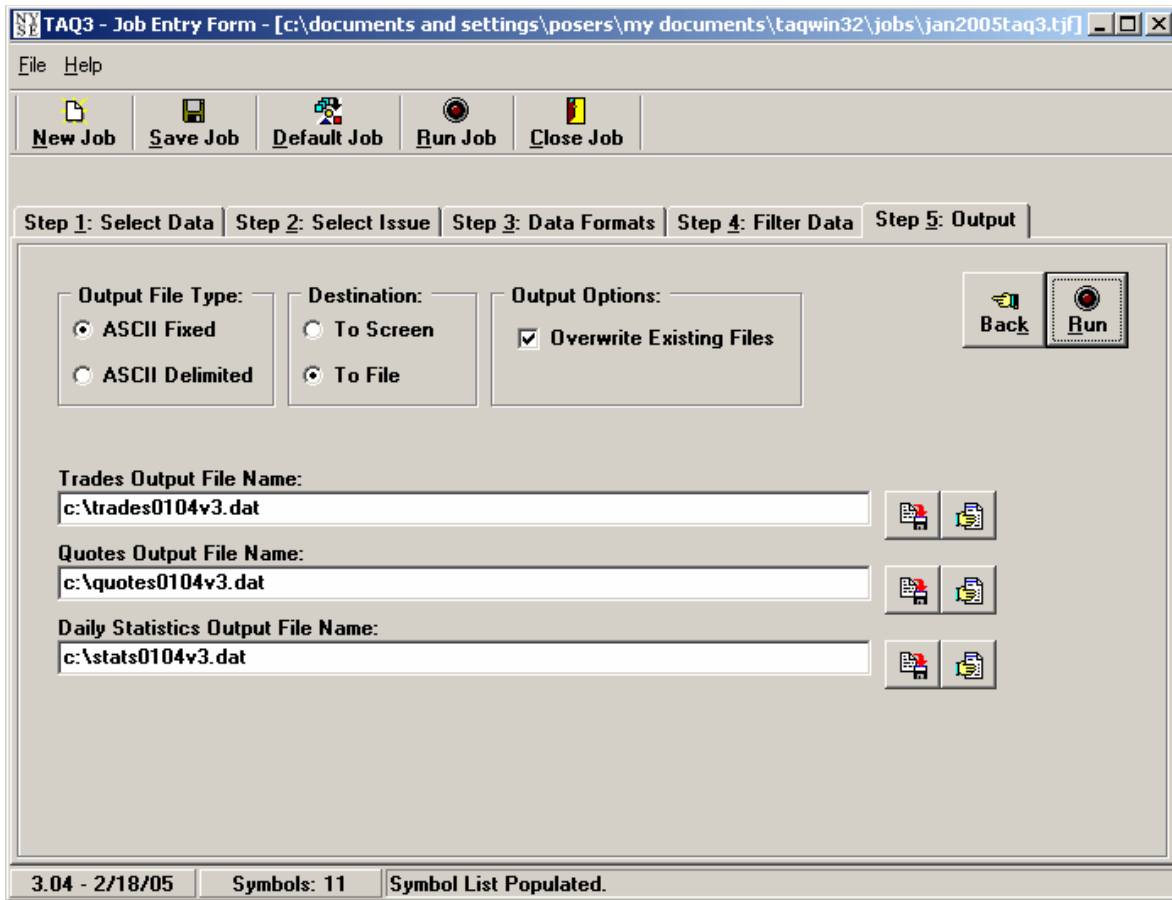 NY SE TAQ3 - Job Entry Form - [c:\documents and settings\posers\my documents\taqwin32\jobs\jan2005taq3.tjf]
File Help
New Job Save Job Default Job Run Job Close Job
Step 1: Select Data Step 2: Select Issue Step 3: Data Formats Step 4: Filter Data Step 5: Output
Output File Type: Destination: Output Options:
ASCII Fixed To Screen Overwrite Existing Files Back Run
ASCII Delimited To File
Trades Output File Name:
c:\trades0104v3.dat
Quotes Output File Name:
c:\quotes0104v3.dat
Daily Statistics Output File Name:
c:\stats0104v3.dat
3.04 - 2/18/05 Symbols: 11 Symbol List Populated.